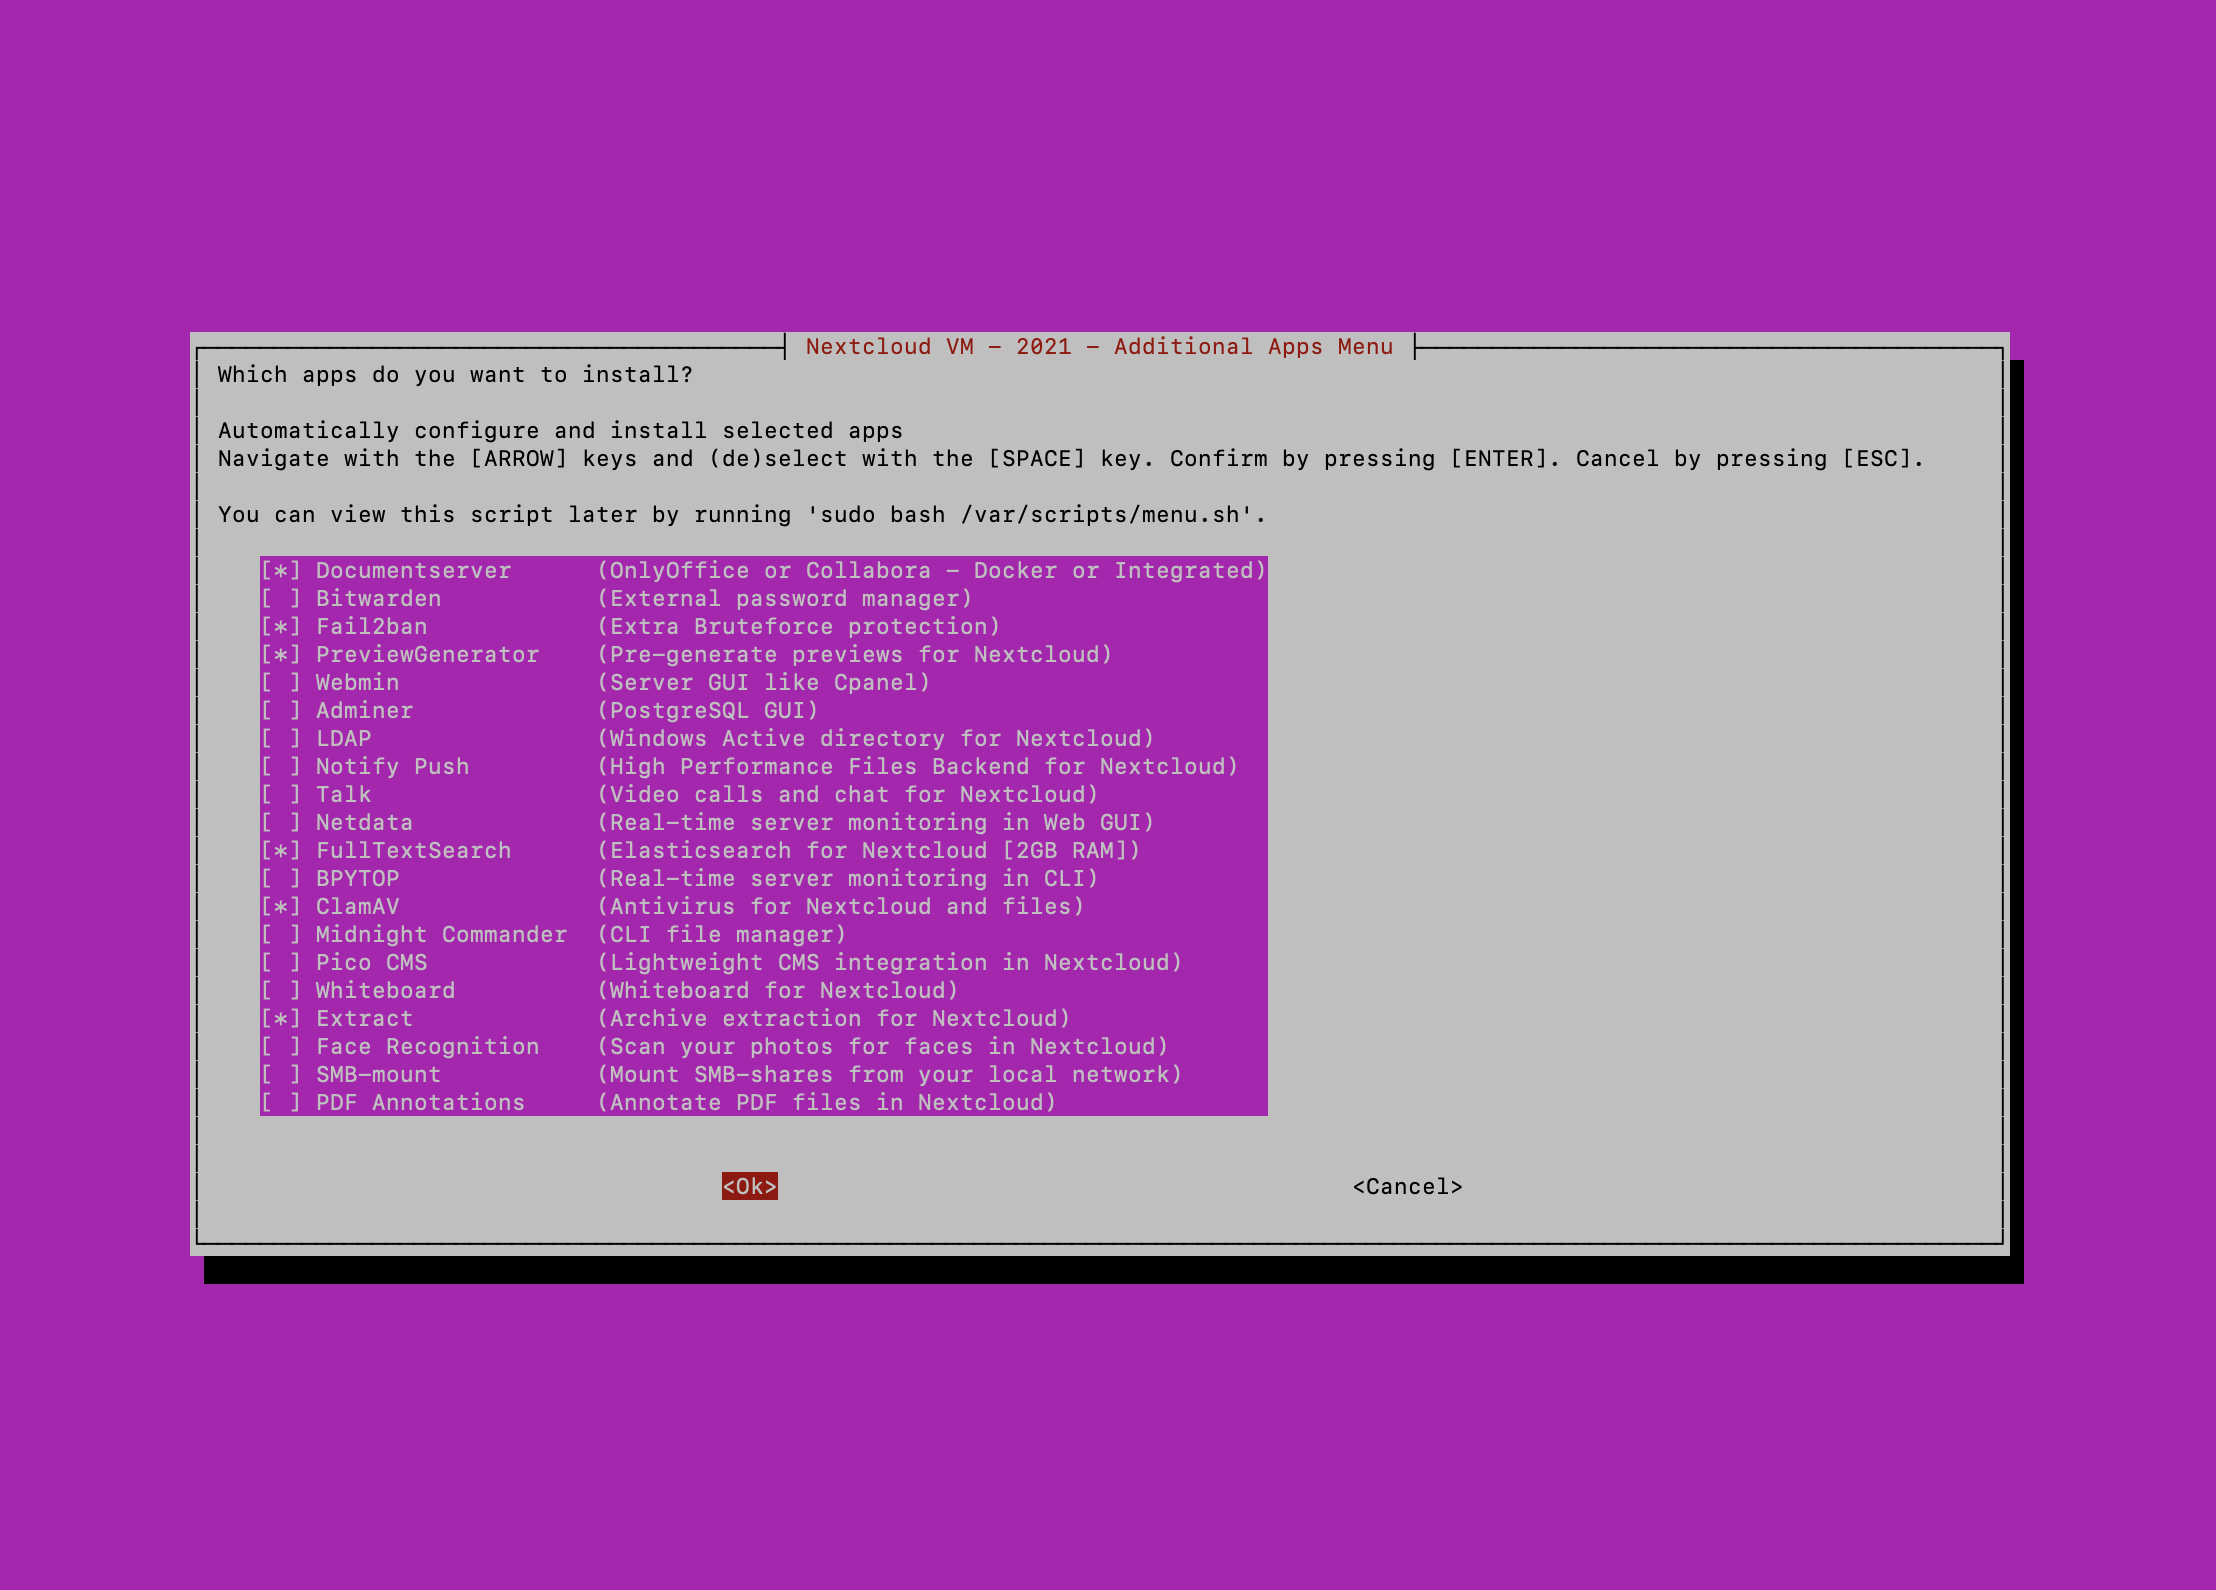 Nextcloud VM - 2021 - Additional Apps Menu
Which apps do you want to install?
Automatically configure and install selected apps
Navigate with the [ARROW] keys and (de)select with the [SPACE] key. Confirm by pressing [ENTER]. Cancel by pressing [ESC].
You can view this script later by running 'sudo bash /var/scripts/menu.sh'.
[*] Documentserver (OnlyOffice or Collabora - Docker or Integrated)
[ ] Bitwarden (External password manager)
[*] Fail2ban (Extra Bruteforce protection)
[*] PreviewGenerator (Pre-generate previews for Nextcloud)
[ ] Webmin (Server GUI like Cpanel)
[ ] Adminer (PostgreSQL GUI)
[ ] LDAP (Windows Active directory for Nextcloud)
[ ] Notify Push (High Performance Files Backend for Nextcloud)
[ ] Talk (Video calls and chat for Nextcloud)
[ ] Netdata (Real-time server monitoring in Web GUI)
[*] FullTextSearch (Elasticsearch for Nextcloud [2GB RAM])
[ ] BPYTOP (Real-time server monitoring in CLI)
[*] ClamAV (Antivirus for Nextcloud and files)
[ ] Midnight Commander (CLI file manager)
[ ] Pico CMS (Lightweight CMS integration in Nextcloud)
[ ] Whiteboard (Whiteboard for Nextcloud)
[*] Extract (Archive extraction for Nextcloud)
[ ] Face Recognition (Scan your photos for faces in Nextcloud)
[ ] SMB-mount (Mount SMB-shares from your local network)
[ ] PDF Annotations (Annotate PDF files in Nextcloud)
<Ok> <Cancel>